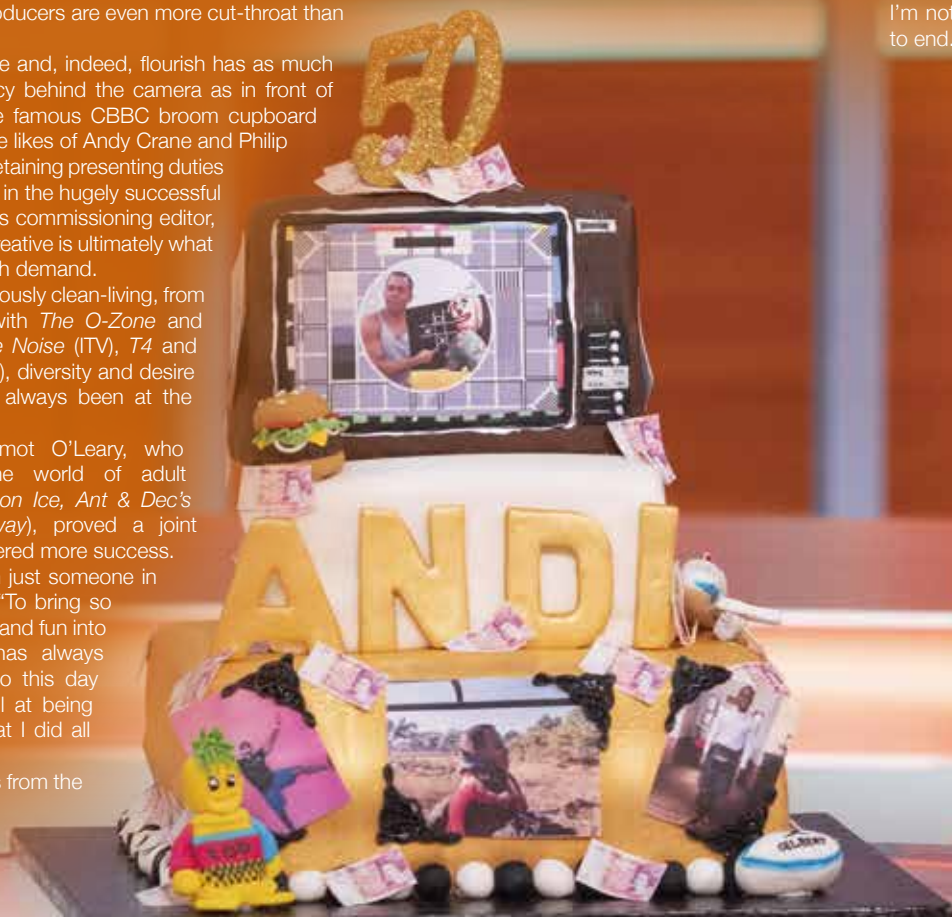 oducers are even more cut-throat than
e and, indeed, flourish has as much
cy behind the camera as in front of
e famous CBBC broom cupboard
e likes of Andy Crane and Philip
etaining presenting duties
in the hugely successful
s commissioning editor,
reative is ultimately what
h demand.
ously clean-living, from
with The O-Zone and
e Noise (ITV), T4 and
), diversity and desire
always been at the
mot O’Leary, who
ne world of adult
on Ice, Ant & Dec’s
way), proved a joint
ered more success.
just someone in
“To bring so
and fun into
has always
o this day
l at being
at I did all
s from the
I’m not
to end.
50
ANDI
GILBERT